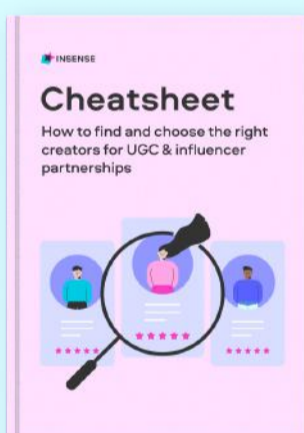 INSENSE
Cheatsheet
How to find and choose the right
creators for UGC & influencer
partnerships